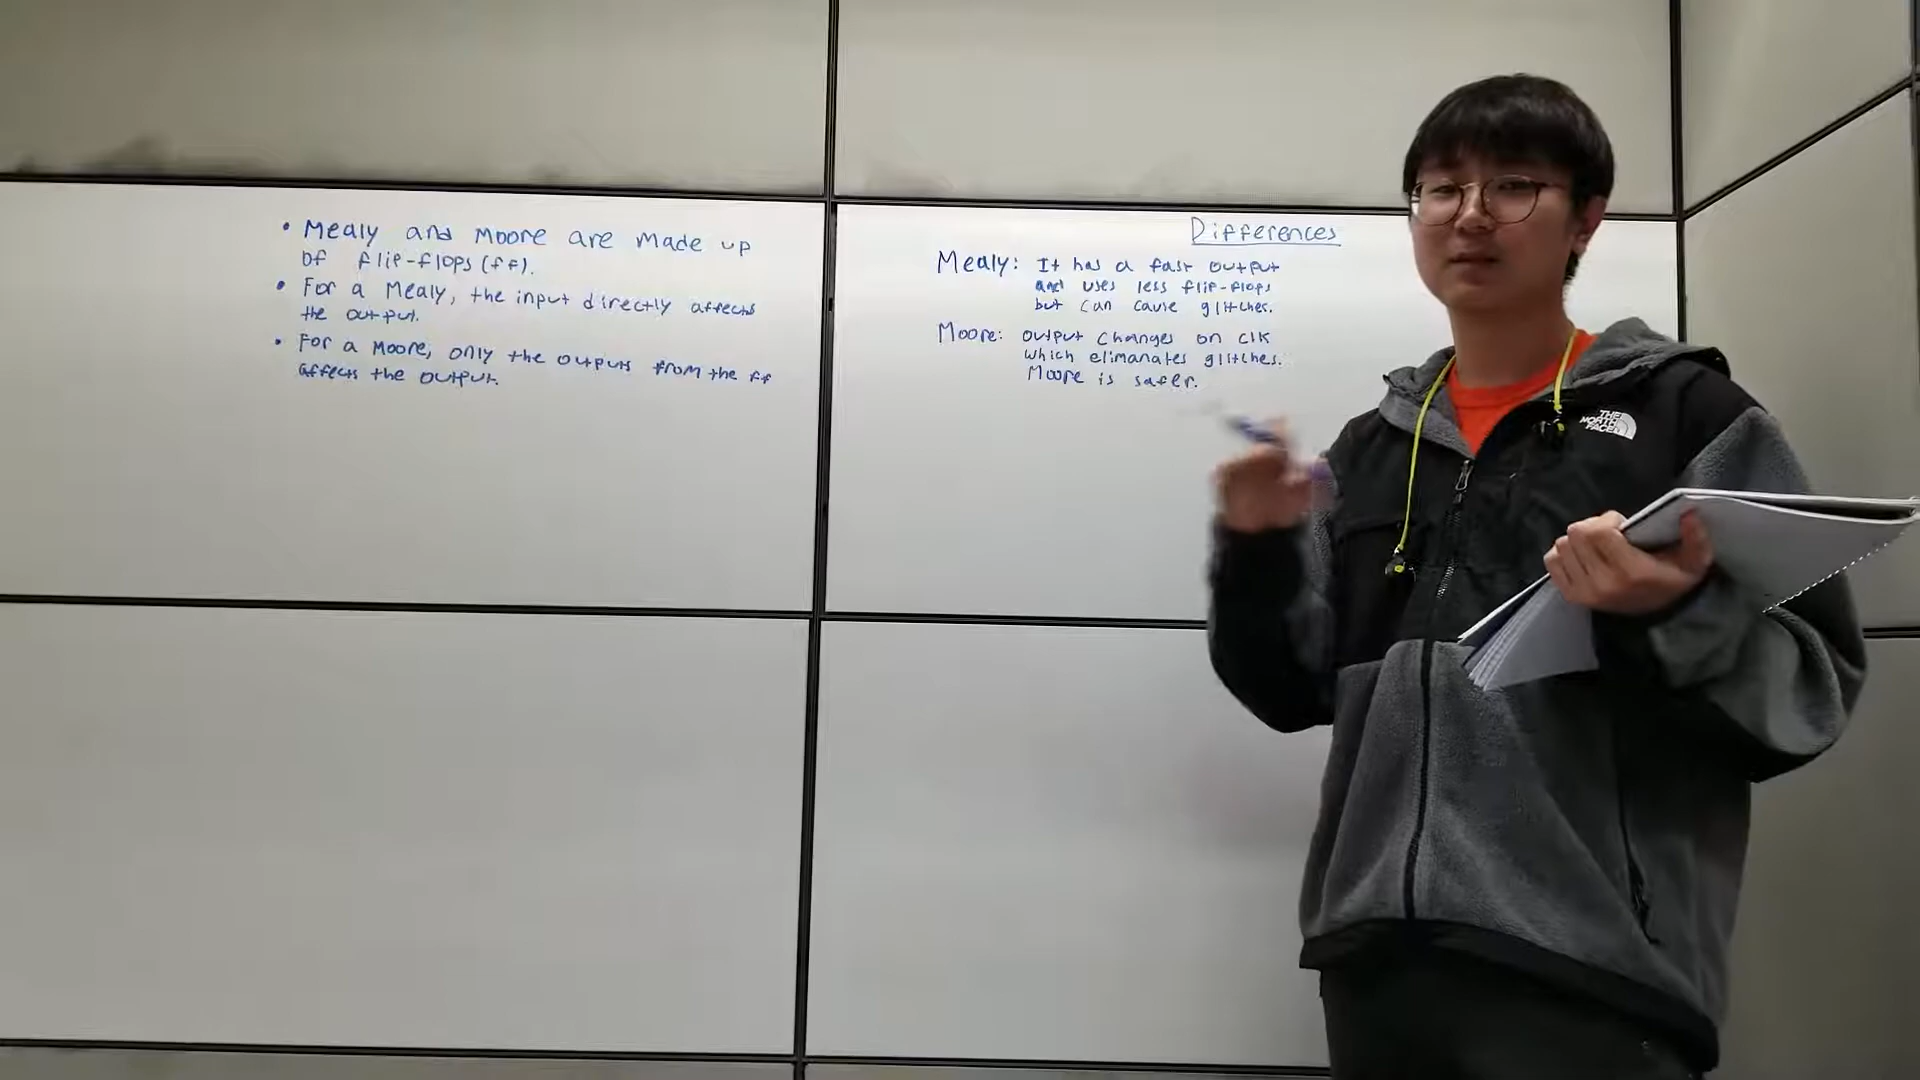 • Mealy and Moore are made up
of flip-flops (ff).
• For a Mealy, the input directly affects
the output.
• For a Moore, only the outputs from the ff
affects the output.
Differences
Mealy: It has a fast output
and uses less flip-flops
but can cause glitches.
Moore: output changes on clk
which elimanates glitches.
Moore is safer.
THE
NORTH
FACE